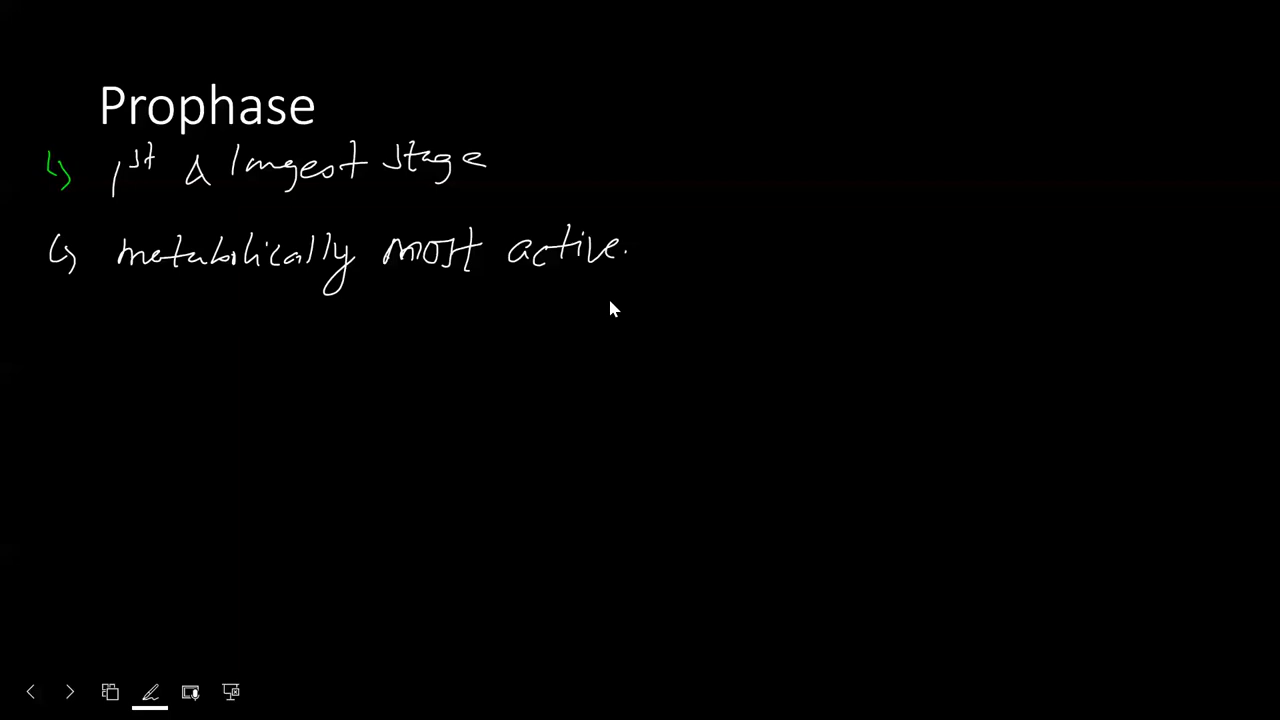 Prophase
↳ 1st & longest stage
↳ metabolically most active.